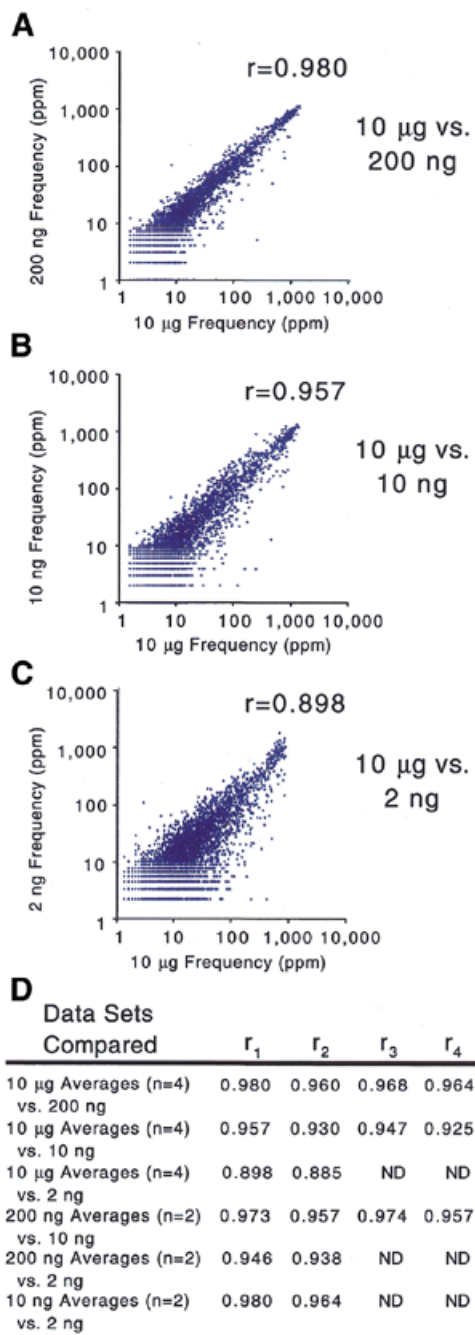 A
10,000
r=0.980
1,000
10 µg vs.
200 ng
100
10
1
200 ng Frequency (ppm)
1 10 100 1,000 10,000
10 µg Frequency (ppm)
B
10,000
r=0.957
1,000
10 µg vs.
10 ng
100
10
1
10 ng Frequency (ppm)
1 10 100 1,000 10,000
10 µg Frequency (ppm)
C
10,000
r=0.898
1,000
10 µg vs.
2 ng
100
10
1
2 ng Frequency (ppm)
1 10 100 1,000 10,000
10 µg Frequency (ppm)
D
Data Sets
Compared r1 r2 r3 r4
10 µg Averages (n=4) 0.980 0.960 0.968 0.964
vs. 200 ng
10 µg Averages (n=4) 0.957 0.930 0.947 0.925
vs. 10 ng
10 µg Averages (n=4) 0.898 0.885 ND ND
vs. 2 ng
200 ng Averages (n=2) 0.973 0.957 0.974 0.957
vs. 10 ng
200 ng Averages (n=2) 0.946 0.938 ND ND
vs. 2 ng
10 ng Averages (n=2) 0.980 0.964 ND ND
vs. 2 ng